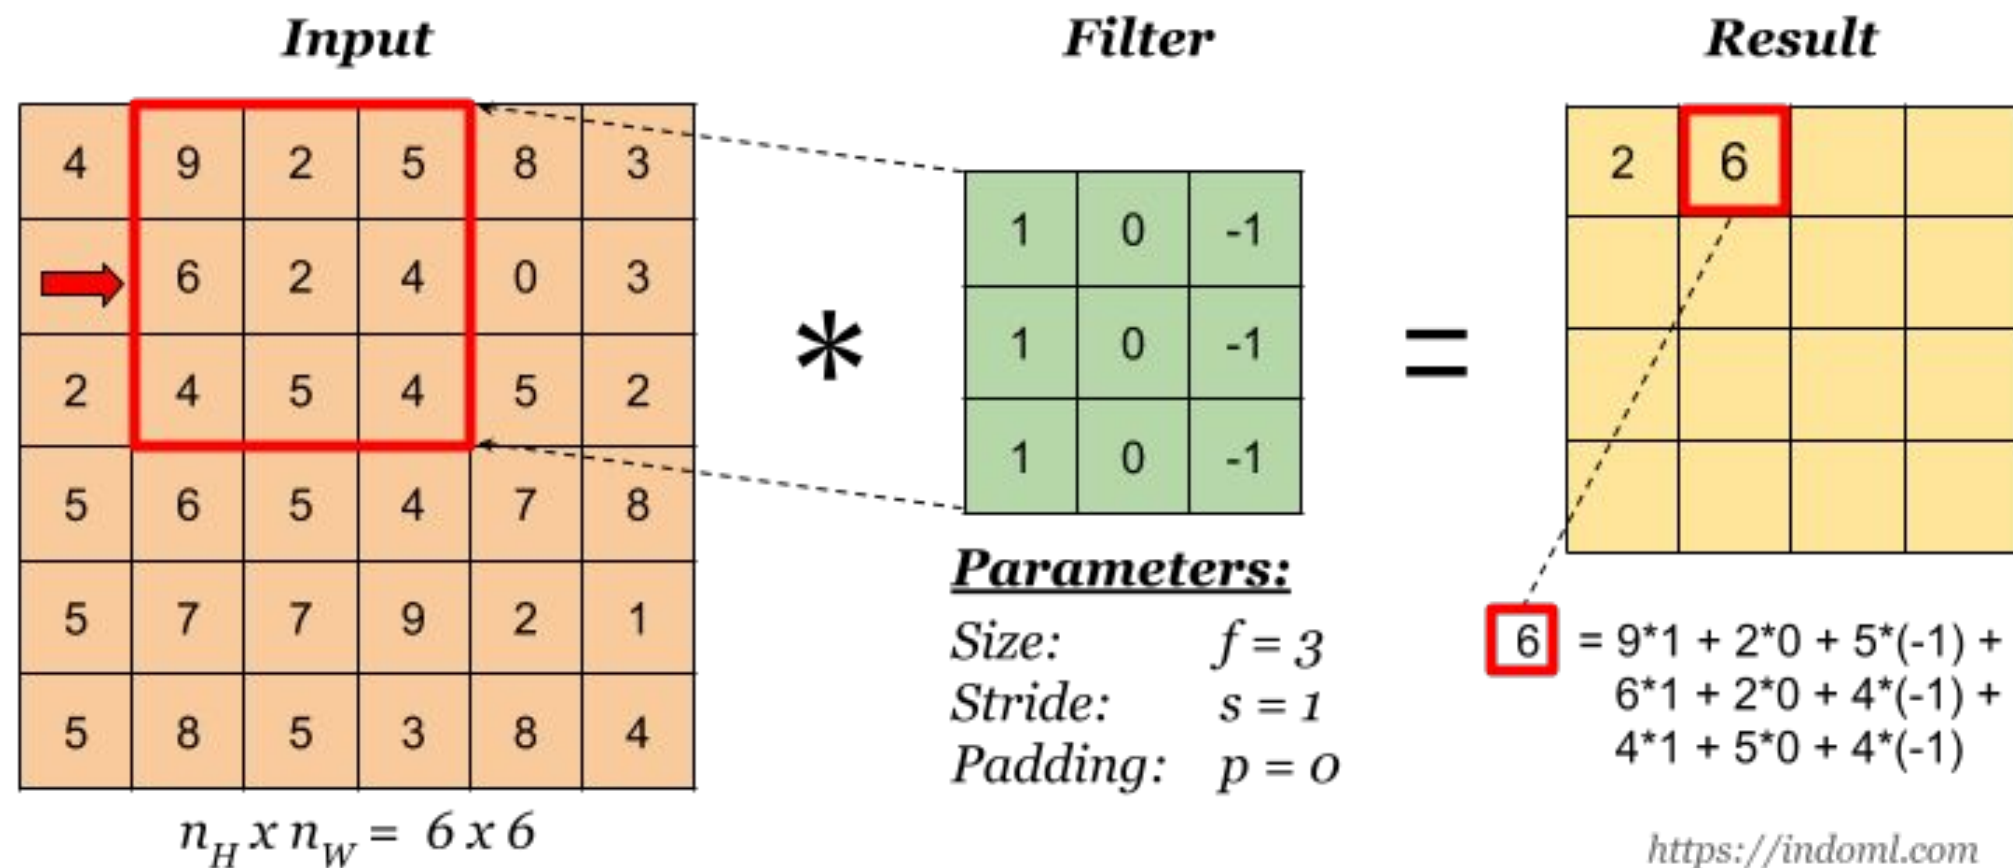 Input Filter Result
4 9 2 5 8 3
6 2 4 0 3
2 4 5 4 5 2
5 6 5 4 7 8
5 7 7 9 2 1
5 8 5 3 8 4
n_H x n_W = 6 x 6
*
1 0 -1
1 0 -1
1 0 -1
Parameters:
Size: f = 3
Stride: s = 1
Padding: p = 0
=
2 6
6 = 9*1 + 2*0 + 5*(-1) +
6*1 + 2*0 + 4*(-1) +
4*1 + 5*0 + 4*(-1)
https://indoml.com